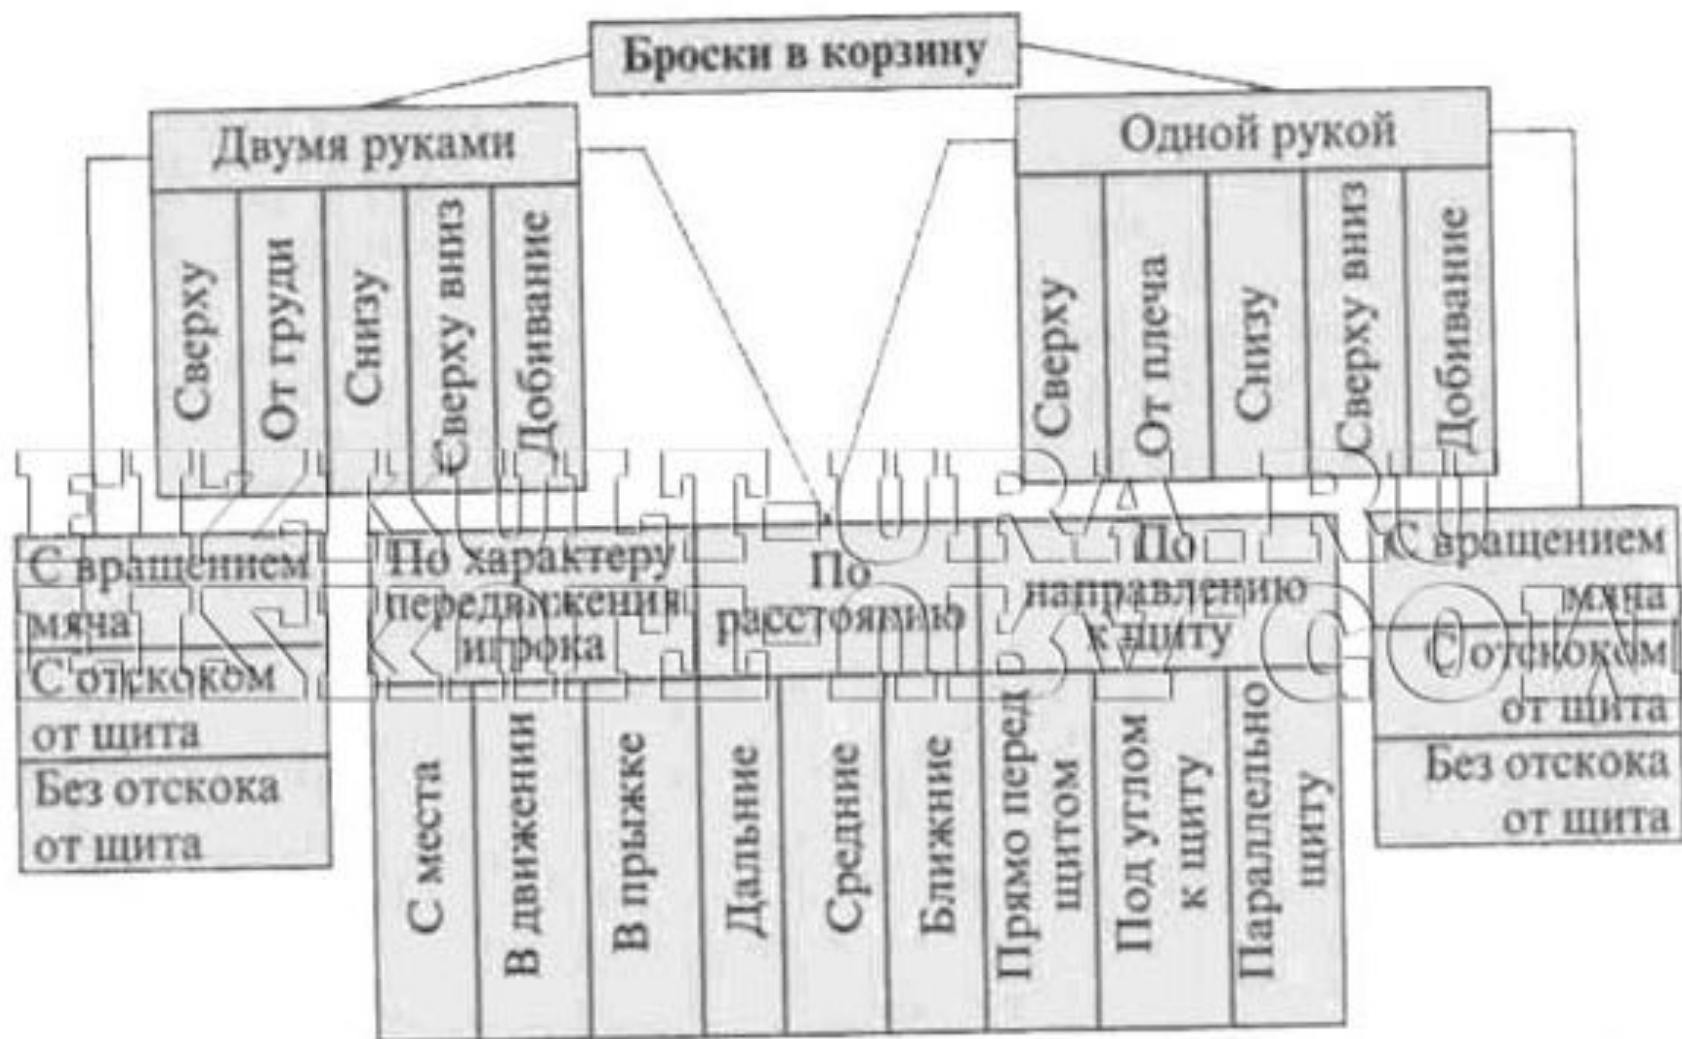 Броски в корзину
Двумя руками
Сверху
От груди
Снизу
Сверху вниз
Добивание
Одной рукой
Сверху
От плеча
Снизу
Сверху вниз
Добивание
С вращением
мяча
С отскоком
от щита
Без отскока
от щита
По характеру
передвижения
игрока
С места
В движении
В прыжке
По
расстоянию
Дальние
Средние
Ближние
По
направлению
к щиту
Прямо перед
щитом
Под углом
к щиту
Параллельно
щиту
С вращением
мяча
С отскоком
от щита
Без отскока
от щита